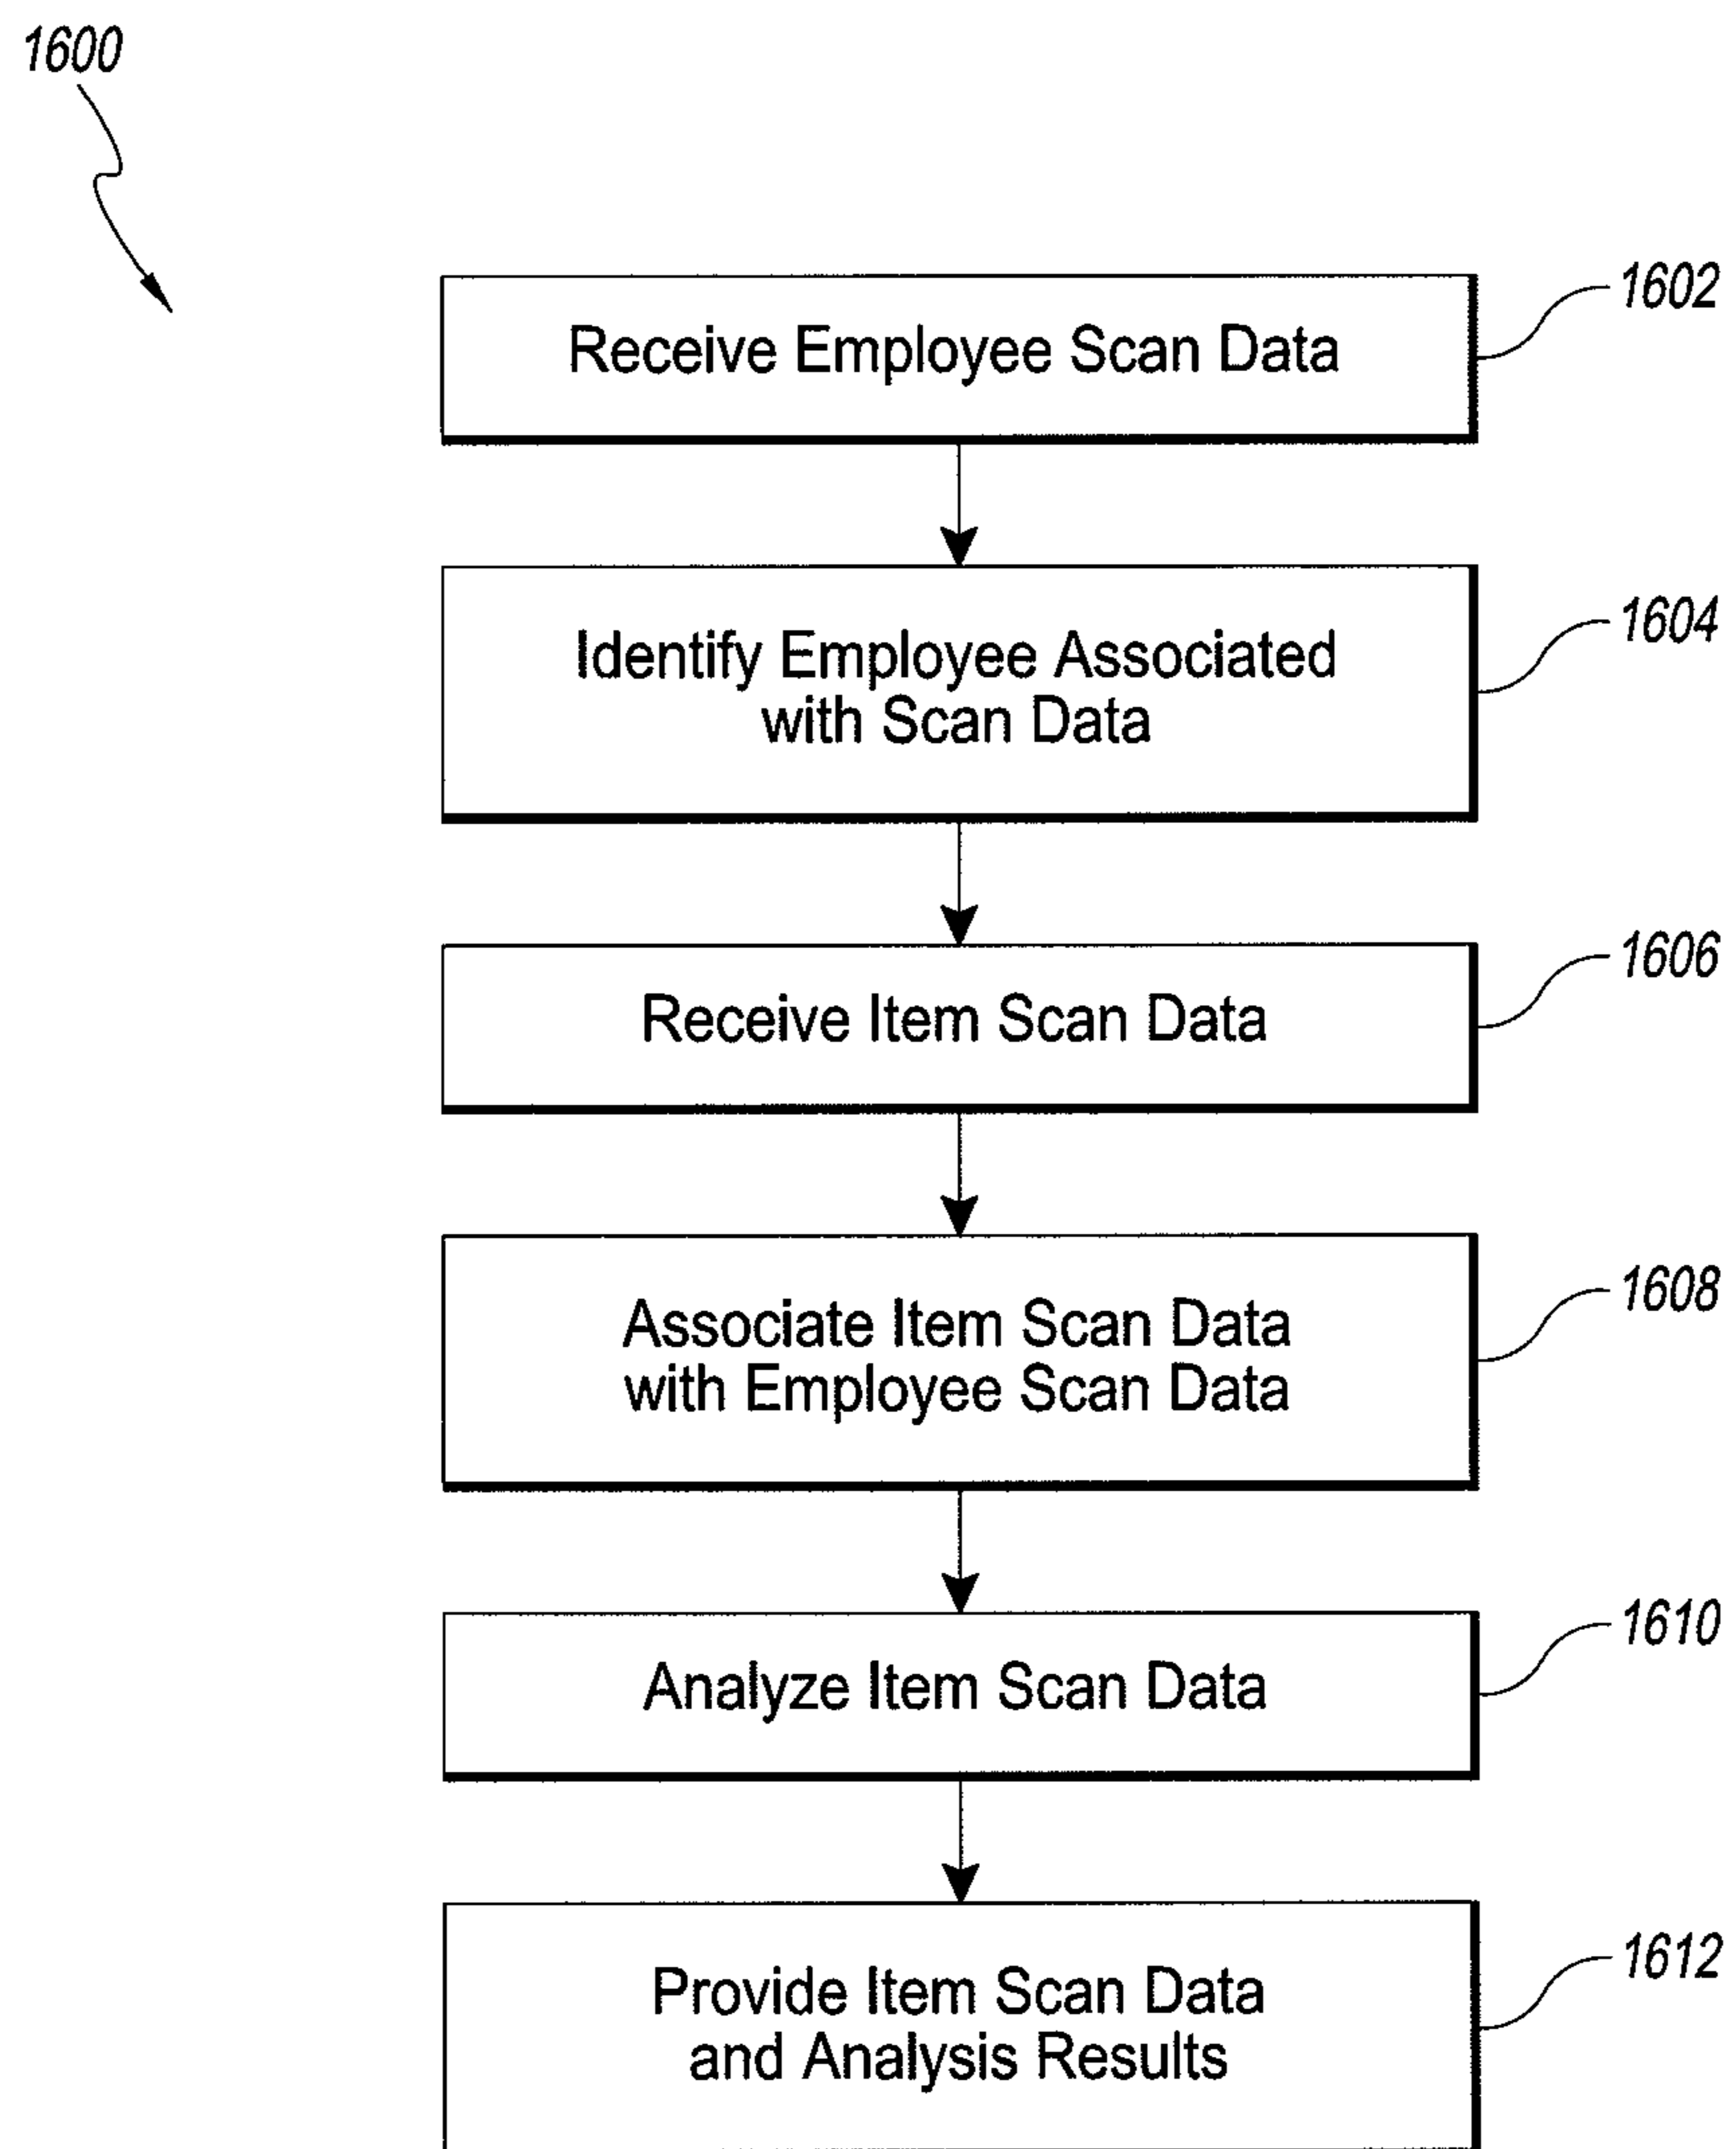 1600
Receive Employee Scan Data
1602
Identify Employee Associated
with Scan Data
1604
Receive Item Scan Data
1606
Associate Item Scan Data
with Employee Scan Data
1608
Analyze Item Scan Data
1610
Provide Item Scan Data
and Analysis Results
1612